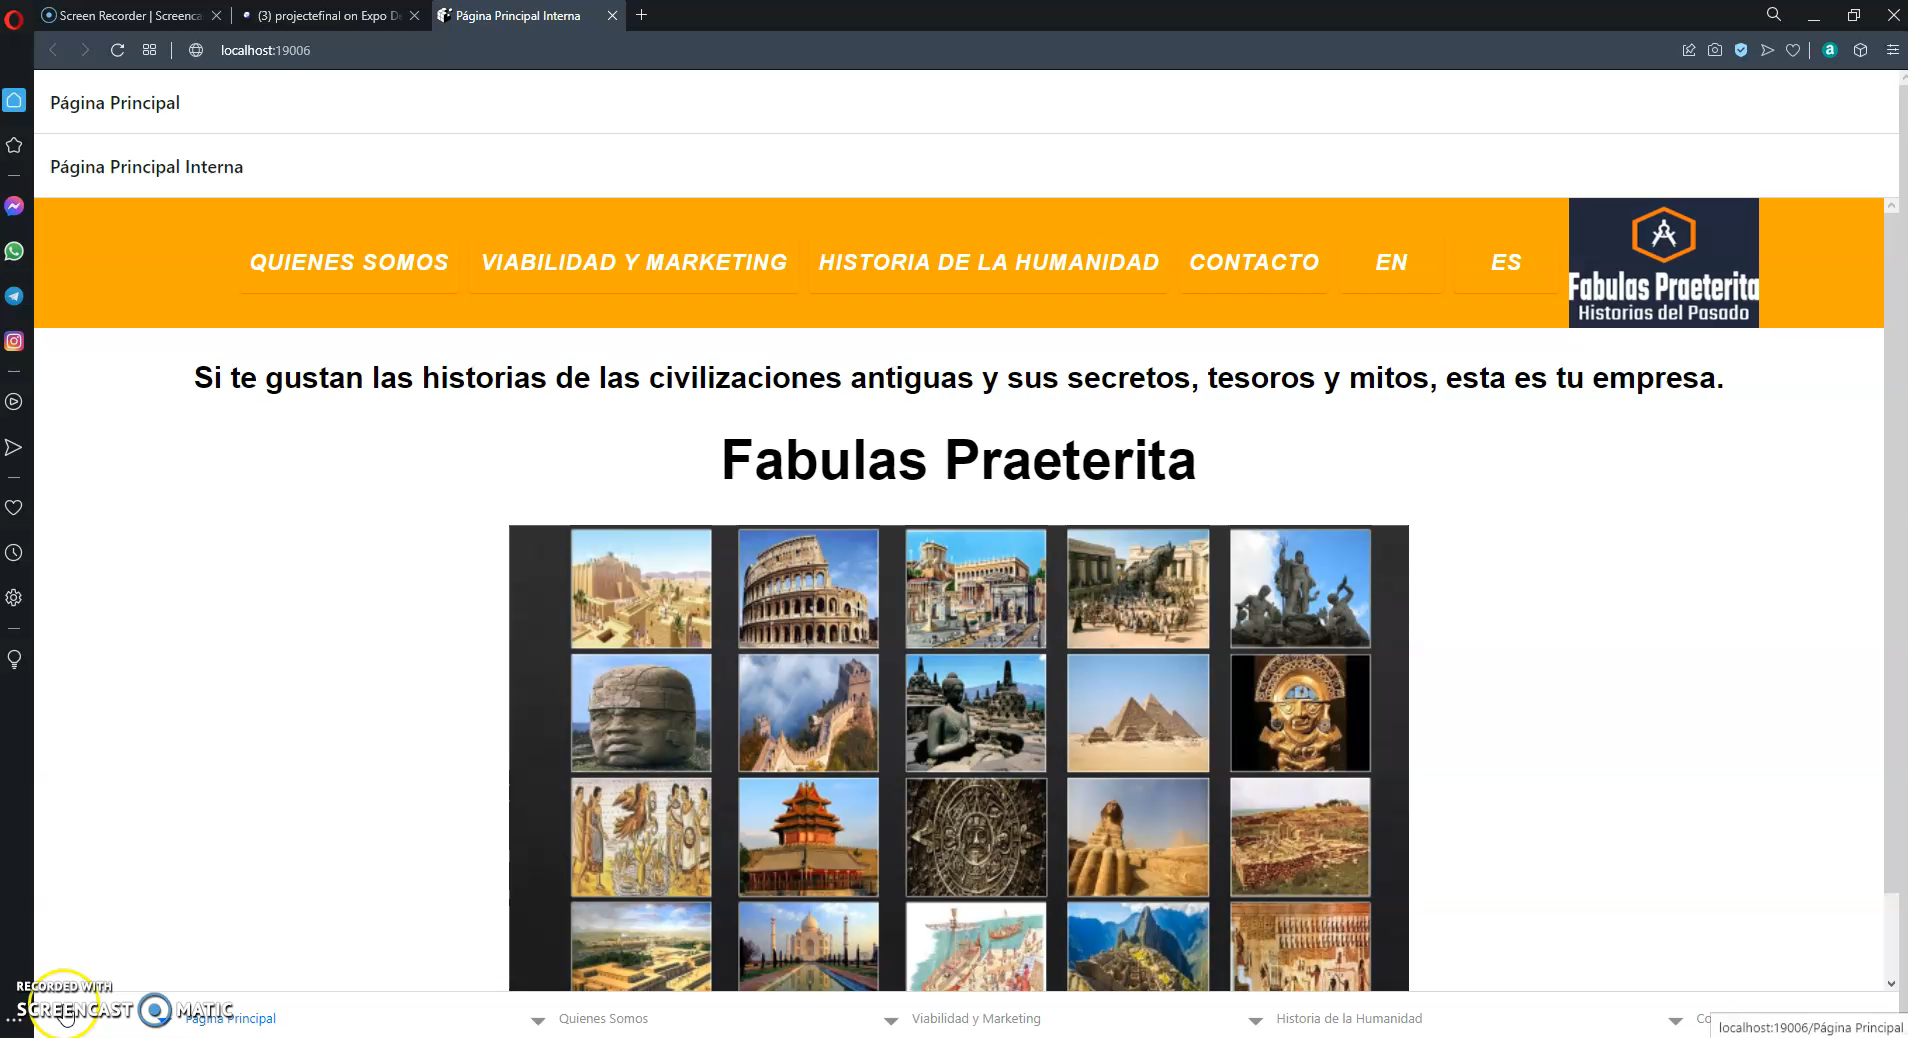 Screen Recorder | Screenca
(3) projectefinal on Expo De
Página Principal Interna
localhost:19006
a
Página Principal
Página Principal Interna
QUIENES SOMOS
VIABILIDAD Y MARKETING
HISTORIA DE LA HUMANIDAD
CONTACTO
EN
ES
Fabulas Praeterita
Historias del Pasado
Si te gustan las historias de las civilizaciones antiguas y sus secretos, tesoros y mitos, esta es tu empresa.
Fabulas Praeterita
RECORDED WITH
SCREENCAST MATIC
Página Principal
Quienes Somos
Viabilidad y Marketing
Historia de la Humanidad
Co
localhost:19006/Página Principal